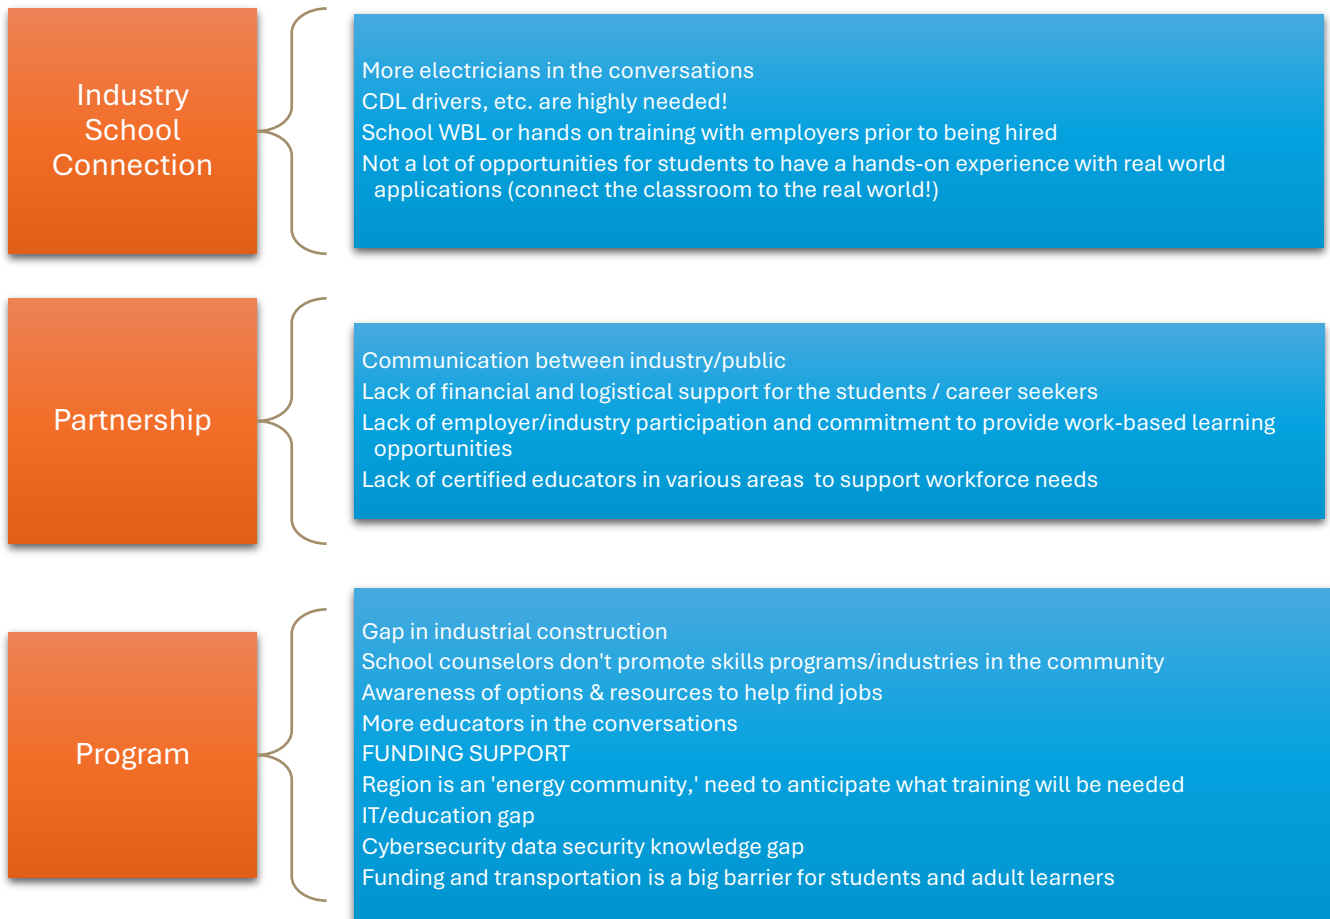 Industry
School
Connection
More electricians in the conversations
CDL drivers, etc. are highly needed!
School WBL or hands on training with employers prior to being hired
Not a lot of opportunities for students to have a hands-on experience with real world
applications (connect the classroom to the real world!)
Partnership
Communication between industry/public
Lack of financial and logistical support for the students / career seekers
Lack of employer/industry participation and commitment to provide work-based learning
opportunities
Lack of certified educators in various areas  to support workforce needs
Program
Gap in industrial construction
School counselors don't promote skills programs/industries in the community
Awareness of options & resources to help find jobs
More educators in the conversations
FUNDING SUPPORT
Region is an 'energy community,' need to anticipate what training will be needed
IT/education gap
Cybersecurity data security knowledge gap
Funding and transportation is a big barrier for students and adult learners